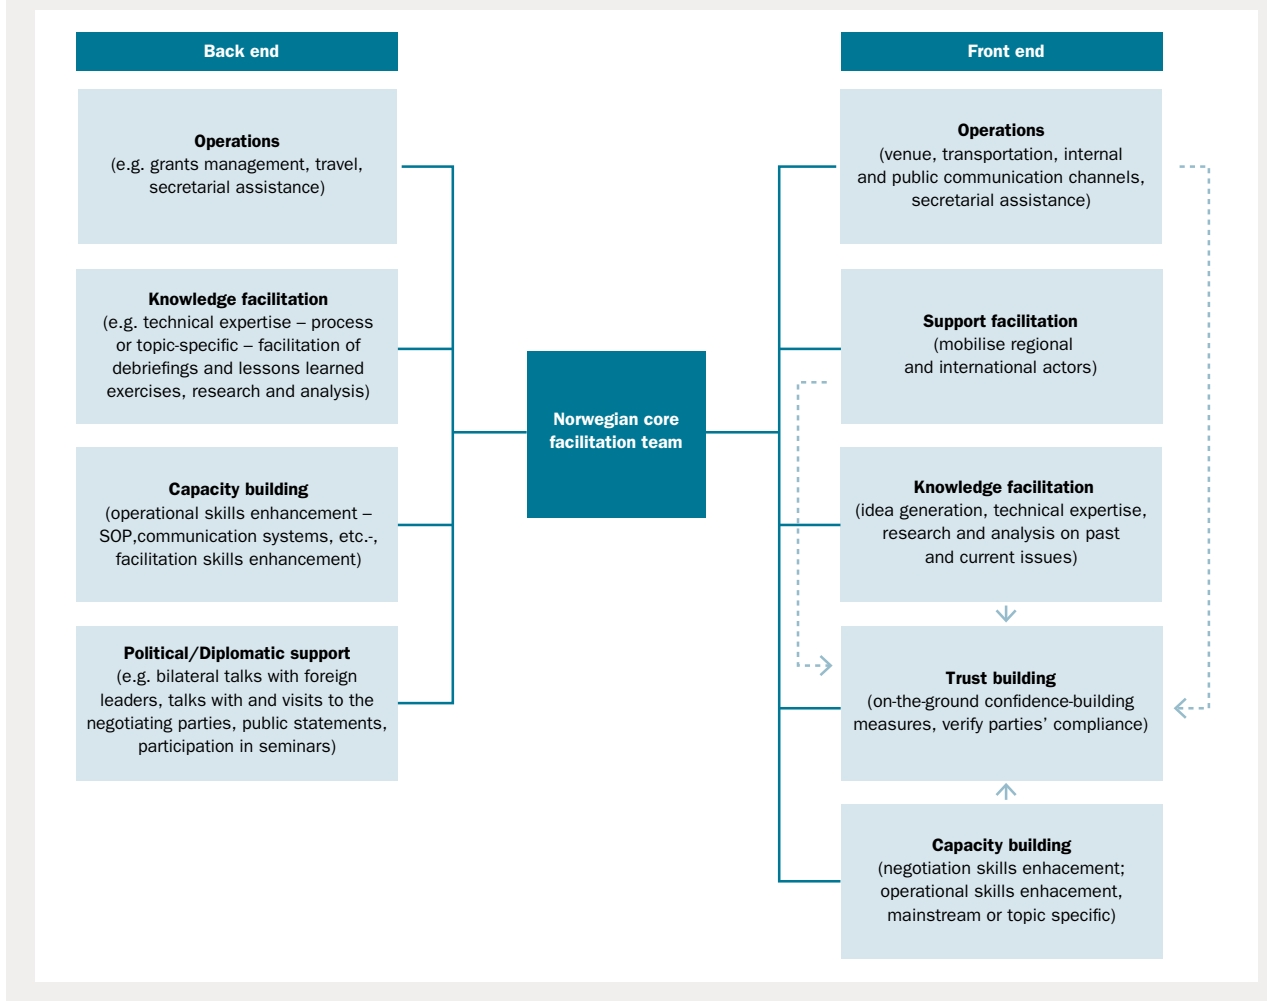 Back end
Operations
(e.g. grants management, travel,
secretarial assistance)
Knowledge facilitation
(e.g. technical expertise – process
or topic-specific – facilitation of
debriefings and lessons learned
exercises, research and analysis)
Capacity building
(operational skills enhancement –
SOP,communication systems, etc.-,
facilitation skills enhancement)
Political/Diplomatic support
(e.g. bilateral talks with foreign
leaders, talks with and visits to the
negotiating parties, public statements,
participation in seminars)
Norwegian core
facilitation team
Front end
Operations
(venue, transportation, internal
and public communication channels,
secretarial assistance)
Support facilitation
(mobilise regional
and international actors)
Knowledge facilitation
(idea generation, technical expertise,
research and analysis on past
and current issues)
Trust building
(on-the-ground confidence-building
measures, verify parties’ compliance)
Capacity building
(negotiation skills enhacement;
operational skills enhacement,
mainstream or topic specific)